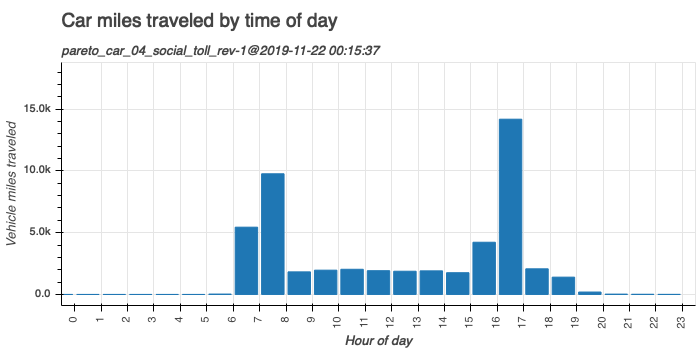 Car miles traveled by time of day
pareto_car_04_social_toll_rev-1@2019-11-22 00:15:37
Vehicle miles traveled
15.0k
10.0k
5.0k
0.0
0 1 2 3 4 5 6 7 8 9 10 11 12 13 14 15 16 17 18 19 20 21 22 23
Hour of day